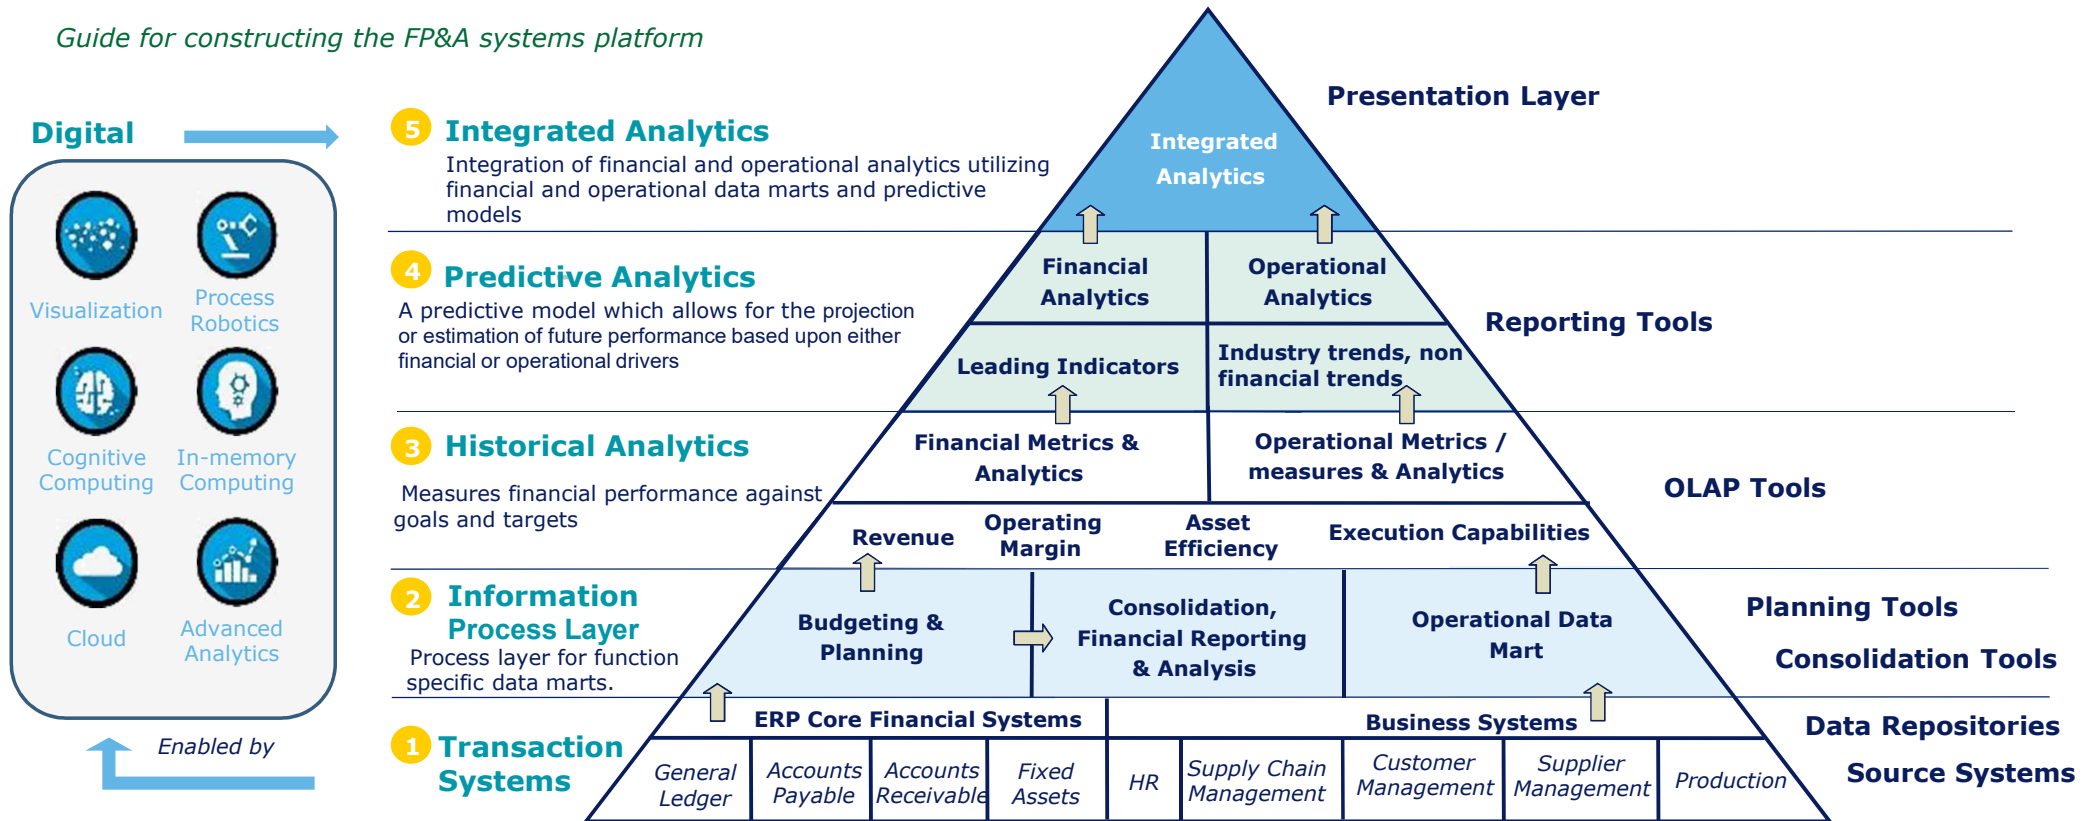 Guide for constructing the FP&A systems platform
Digital
Visualization
Process
Robotics
Cognitive
Computing
In-memory
Computing
Cloud
Advanced
Analytics
Enabled by
5
Integrated Analytics
Integration of financial and operational analytics utilizing
financial and operational data marts and predictive
models
4
Predictive Analytics
A predictive model which allows for the projection
or estimation of future performance based upon either
financial or operational drivers
3
Historical Analytics
Measures financial performance against
goals and targets
2
Information
Process Layer
Process layer for function
specific data marts.
1
Transaction
Systems
Integrated
Analytics
Financial
Analytics
Operational
Analytics
Leading Indicators
Industry trends, non
financial trends
Financial Metrics &
Analytics
Operational Metrics /
measures & Analytics
Revenue
Operating
Margin
Asset
Efficiency
Execution Capabilities
Budgeting &
Planning
Consolidation,
Financial Reporting
& Analysis
Operational Data
Mart
ERP Core Financial Systems
Business Systems
General
Ledger
Accounts
Payable
Accounts
Receivable
Fixed
Assets
HR
Supply Chain
Management
Customer
Management
Supplier
Management
Production
Presentation Layer
Reporting Tools
OLAP Tools
Planning Tools
Consolidation Tools
Data Repositories
Source Systems